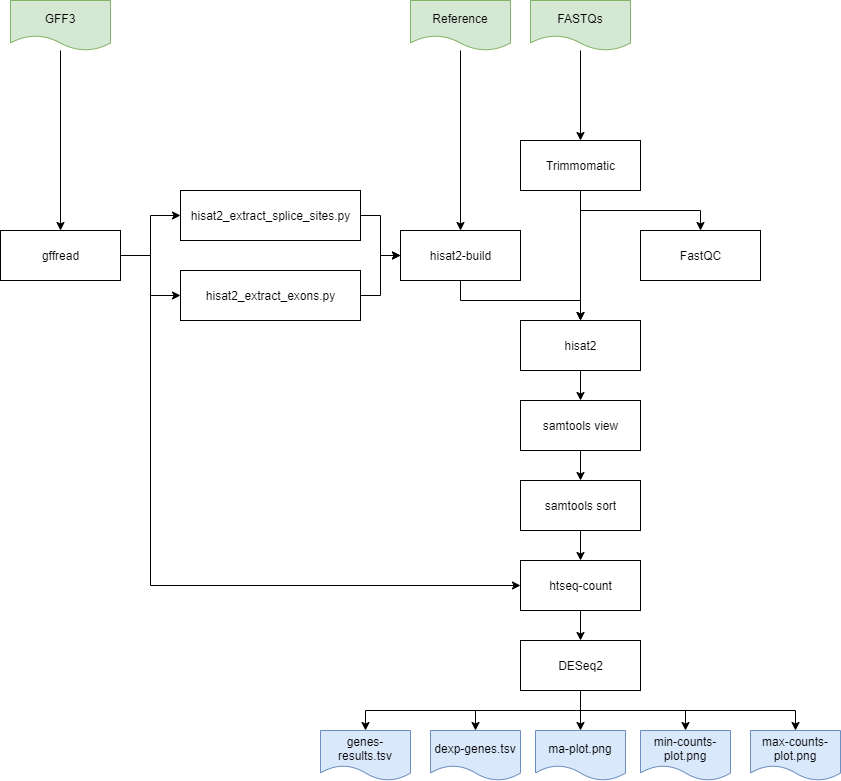 GFF3
Reference
FASTQs
Trimmomatic
hisat2_extract_splice_sites.py
gffread
hisat2-build
FastQC
hisat2_extract_exons.py
hisat2
samtools view
samtools sort
htseq-count
DESeq2
genes-
results.tsv
dexp-genes.tsv
ma-plot.png
min-counts-
plot.png
max-counts-
plot.png